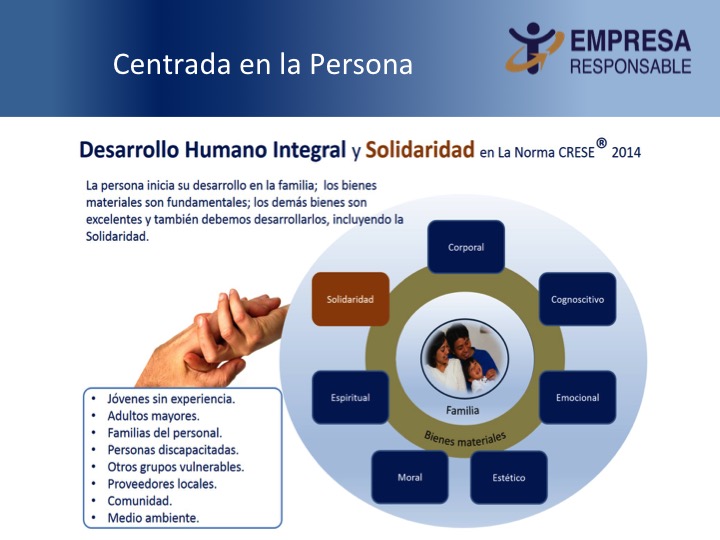 Centrada en la Persona
EMPRESA
RESPONSABLE
Desarrollo Humano Integral y Solidaridad en La Norma CRESE® 2014
La persona inicia su desarrollo en la familia; los bienes
materiales son fundamentales; los demás bienes son
excelentes y también debemos desarrollarlos, incluyendo la
Solidaridad.
Corporal
Solidaridad
Cognoscitivo
Espiritual
Emocional
Familia
Bienes materiales
Moral
Estético
• Jóvenes sin experiencia.
• Adultos mayores.
• Familias del personal.
• Personas discapacitadas.
• Otros grupos vulnerables.
• Proveedores locales.
• Comunidad.
• Medio ambiente.